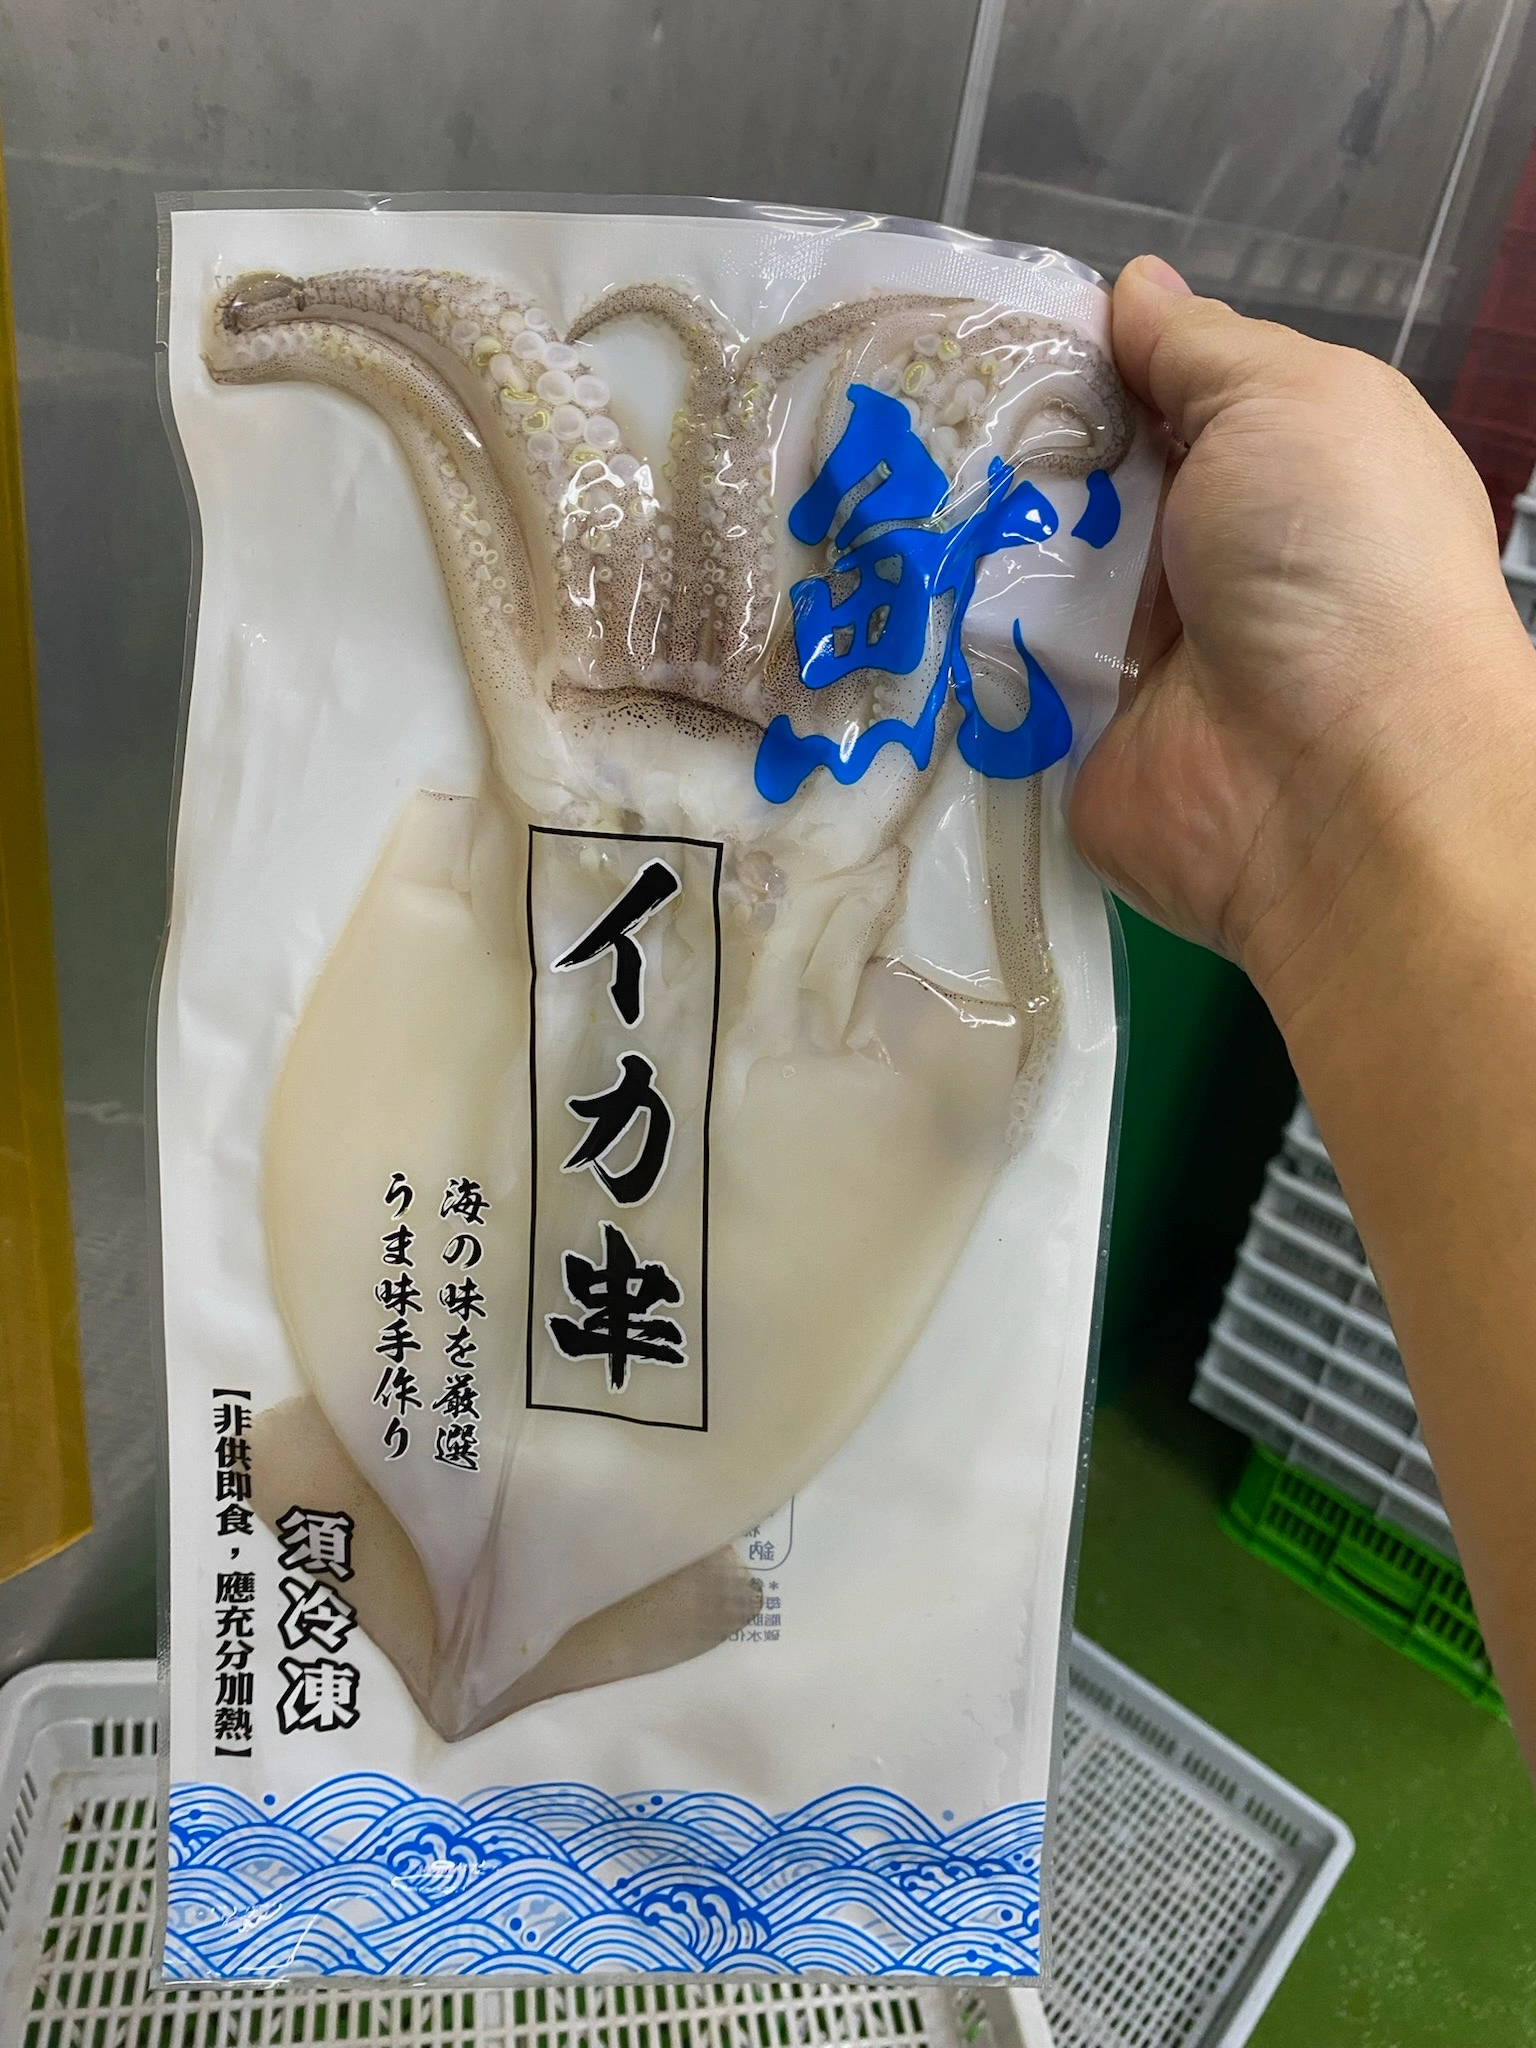 魷
イカ串
海の味を厳選
うま味手作り
須冷凍
【非供即食，應充分加熱】